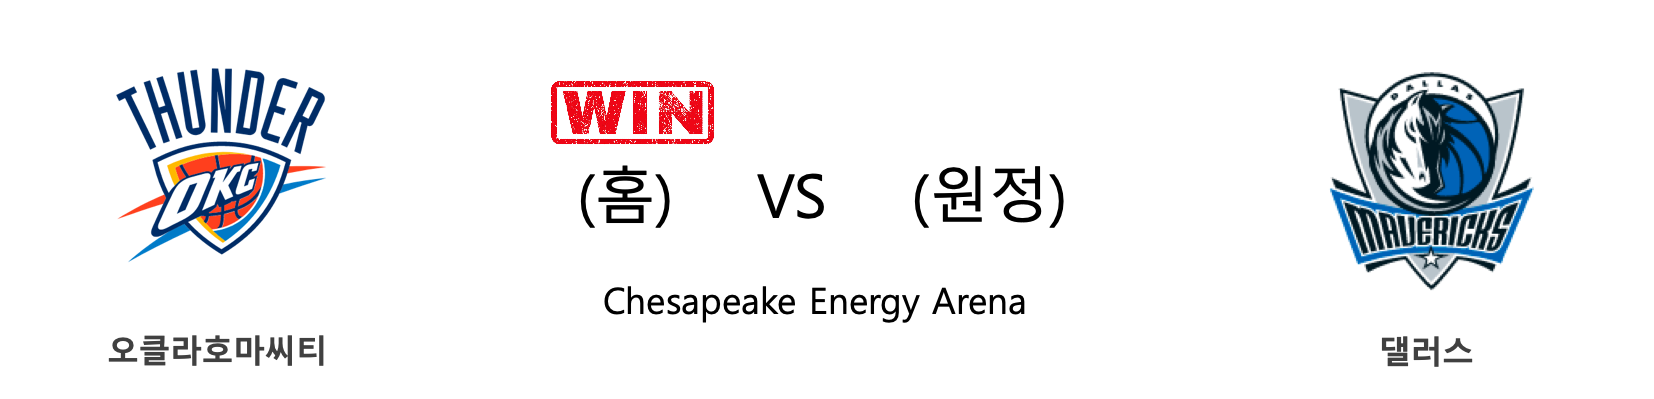 THUNDER
OKC
WIN
(홈) VS (원정)
Chesapeake Energy Arena
오클라호마씨티
DALLAS
MAVERICKS
댈러스